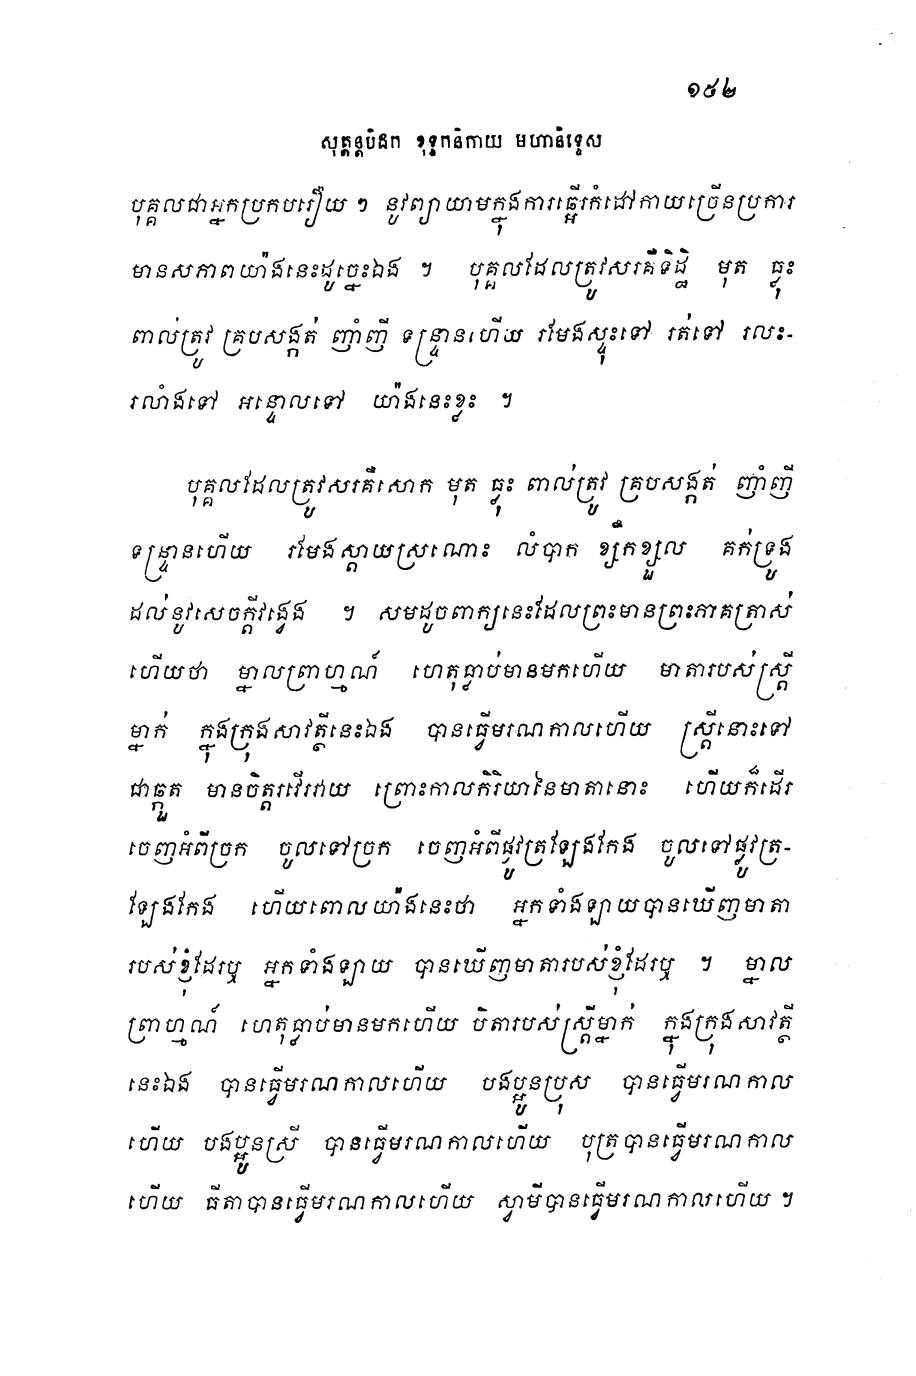 ១៥២
សុត្តន្តបិដក ខុទ្ទកនិកាយ មហានិទ្ទេស
បុគ្គលជាអ្នកប្រកបរឿយ ៗ នូវព្យាយាមក្នុងការធ្វើរកំដៅកាយច្រើនប្រការ
មានសភាពយ៉ាងនេះដូច្នេះឯង ។ បុគ្គលដែលត្រូវសរគឺទិដ្ឋិ មុត ធ្លុះ
ពាល់ត្រូវ គ្របសង្កត់ ញាំញី ទន្ទ្រានហើយ រមែងស្ទុះទៅ រត់ទៅ រលះ-
រលាំងទៅ អន្ទោលទៅ យ៉ាងនេះខ្លះ ។
បុគ្គលដែលត្រូវសរគឺសោក មុត ធ្លុះ ពាល់ត្រូវ គ្របសង្កត់ ញាំញី
ទន្ទ្រានហើយ រមែងស្តាយស្រណោះ លំបាក ខ្សឹកខ្សួល គក់ទ្រូង
ដល់នូវសេចក្តីវង្វេង ។ សមដូចពាក្យនេះដែលព្រះមានព្រះភាគត្រាស់
ហើយថា ម្នាលព្រាហ្មណ៍ ហេតុធ្លាប់មានមកហើយ មាតារបស់ស្ត្រី
ម្នាក់ ក្នុងក្រុងសាវត្ថីនេះឯង បានធ្វើមរណកាលហើយ ស្ត្រីនោះទៅ
ជាឆ្កួត មានចិត្តរវើរវាយ ព្រោះកាលកិរិយានៃមាតានោះ ហើយក៏ដើរ
ចេញអំពីច្រក ចូលទៅច្រក ចេញអំពីផ្លូវត្រឡែងកែង ចូលទៅផ្លូវត្រ-
ឡែងកែង ហើយពោលយ៉ាងនេះថា អ្នកទាំងឡាយបានឃើញមាតា
របស់ខ្ញុំដែរឬ អ្នកទាំងឡាយ បានឃើញមាតារបស់ខ្ញុំដែរឬ ។ ម្នាល
ព្រាហ្មណ៍ ហេតុធ្លាប់មានមកហើយ បិតារបស់ស្ត្រីម្នាក់ ក្នុងក្រុងសាវត្ថី
នេះឯង បានធ្វើមរណកាលហើយ បងប្អូនប្រុស បានធ្វើមរណកាល
ហើយ បងប្អូនស្រី បានធ្វើមរណកាលហើយ បុត្របានធ្វើមរណកាល
ហើយ ធីតាបានធ្វើមរណកាលហើយ ស្វាមីបានធ្វើមរណកាលហើយ ។